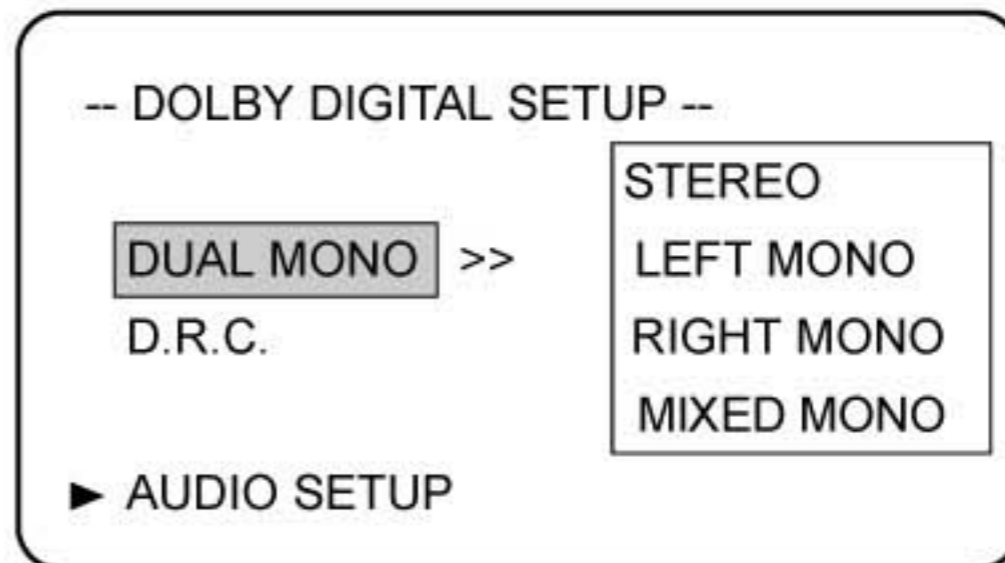 -- DOLBY DIGITAL SETUP --
STEREO
DUAL MONO >> LEFT MONO
D.R.C. RIGHT MONO
MIXED MONO
► AUDIO SETUP